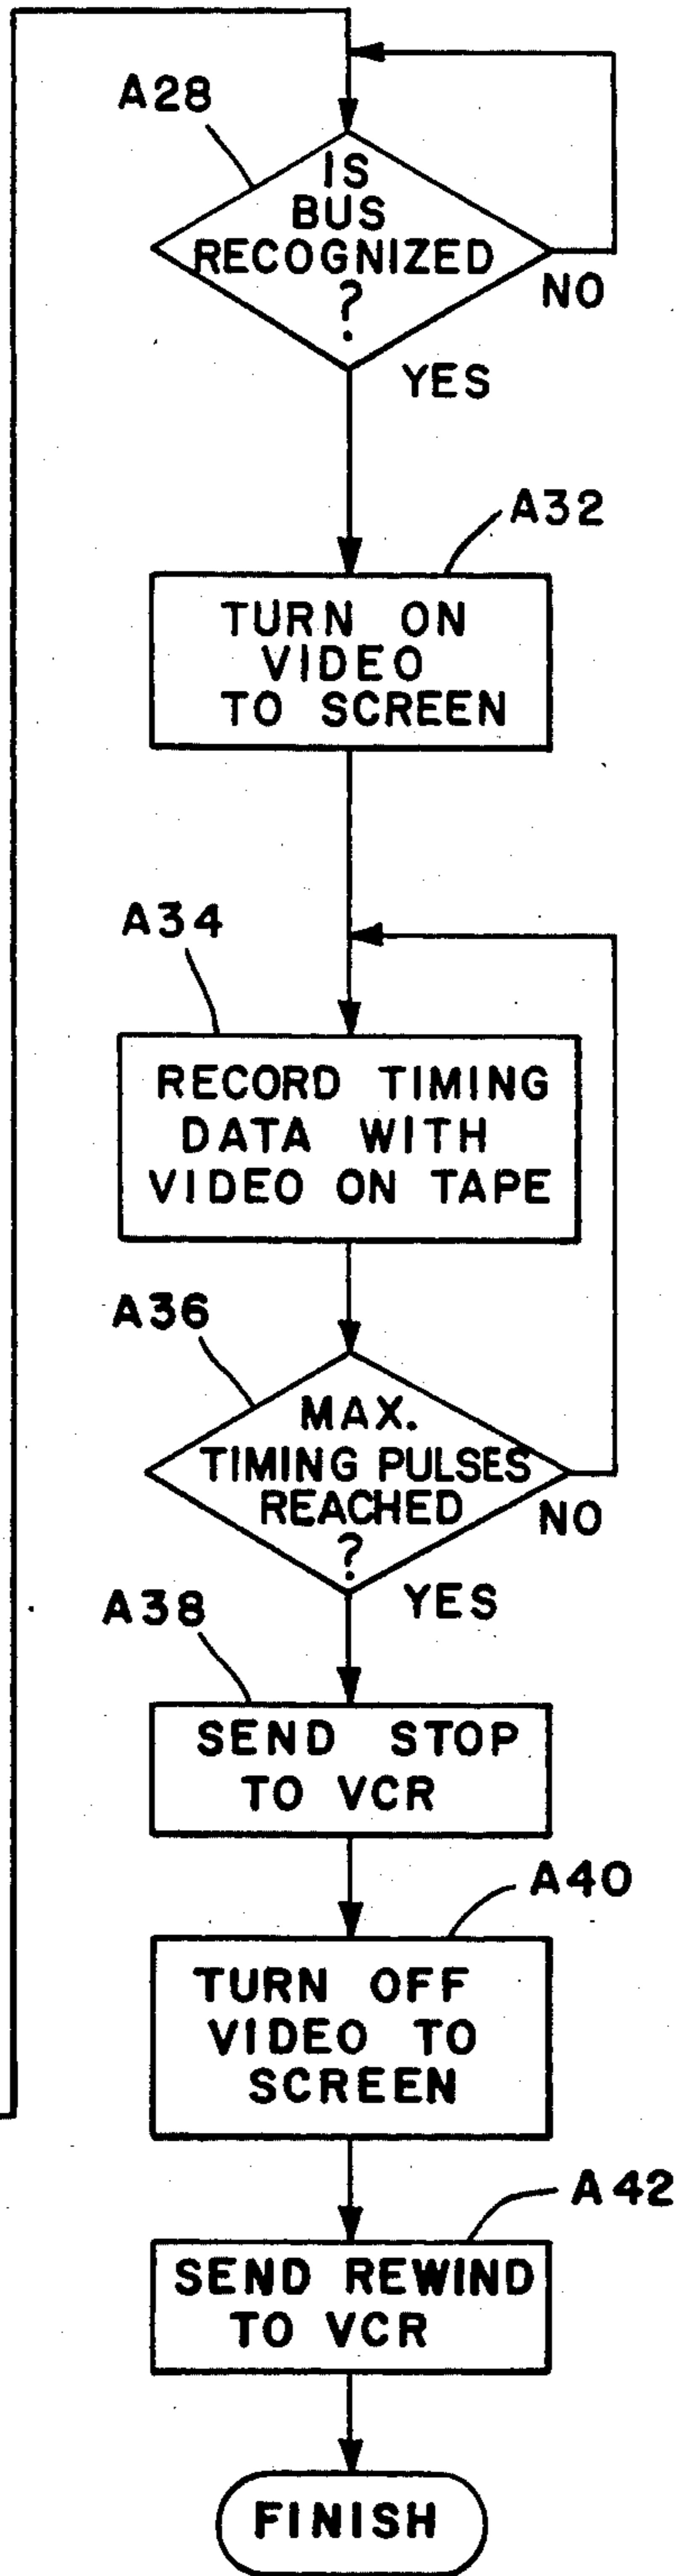 A28
IS
BUS
RECOGNIZED
?
NO
YES
A32
TURN ON
VIDEO
TO SCREEN
A34
RECORD TIMING
DATA WITH
VIDEO ON TAPE
A36
MAX.
TIMING PULSES
REACHED
?
NO
YES
A38
SEND STOP
TO VCR
A40
TURN OFF
VIDEO TO
SCREEN
A42
SEND REWIND
TO VCR
FINISH